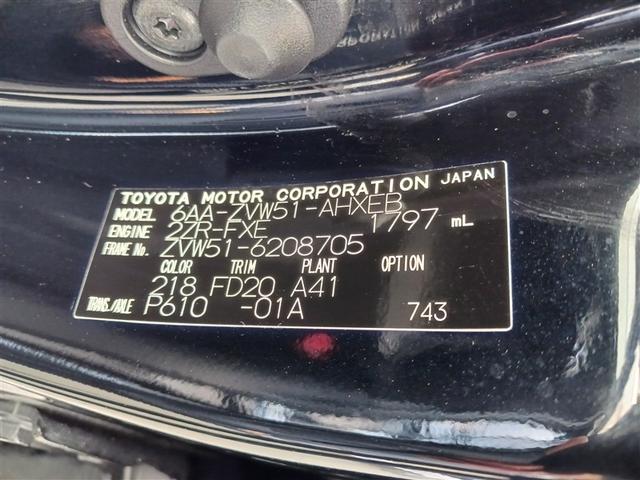 TOYOTA MOTOR CORPORATION JAPAN
MODEL 6AA-ZVW51-AHXEB
ENGINE 2ZR-FXE 1797 mL
FRAME No. ZVW51-6208705
COLOR TRIM PLANT OPTION
218 FD20 A41
TRANS./AXLE P610 -01A 743